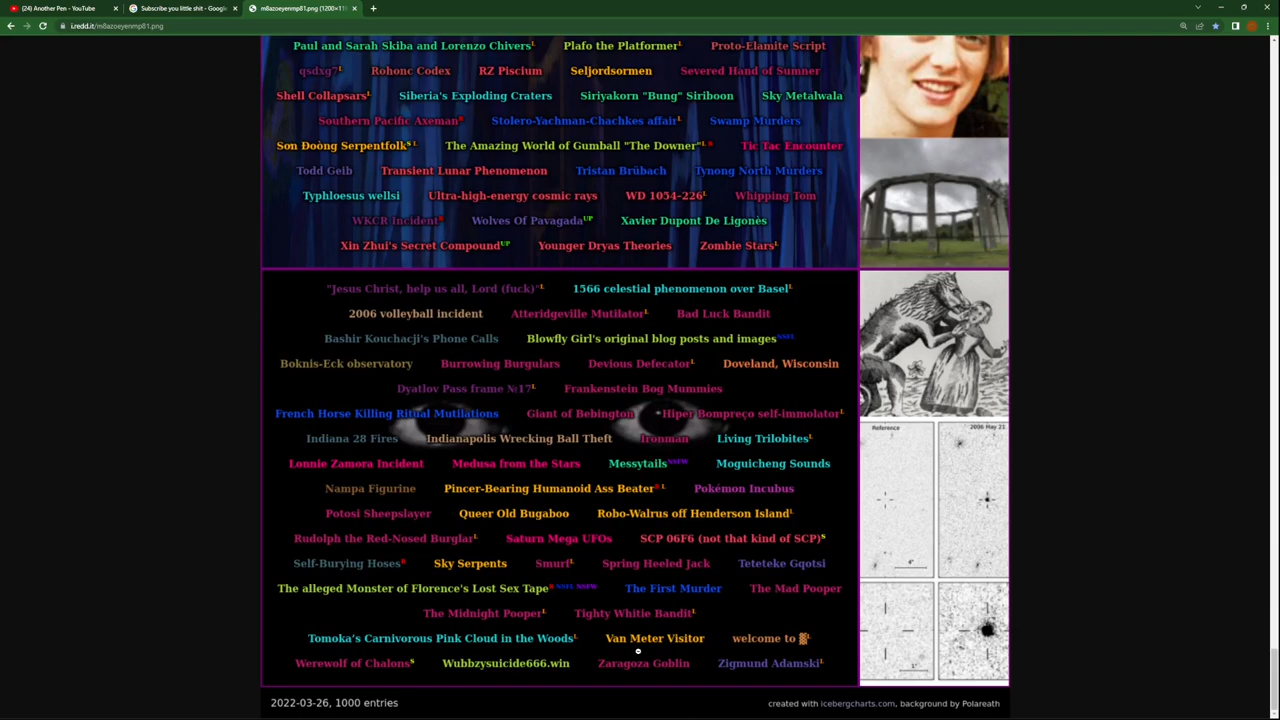 (24) Another Pen - YouTube
Subscribe you little shit - Google
m8azoeyenmp81.png (1200×11
i.redd.it/m8azoeyenmp81.png
Paul and Sarah Skiba and Lorenzo Chivers L Plafo the Platformer L Proto-Elamite Script
qsdxg7 L Rohonc Codex RZ Piscium Seljordsormen Severed Hand of Sumner
Shell Collapsars L Siberia's Exploding Craters Siriyakorn "Bung" Siriboon Sky Metalwala
Southern Pacific Axeman R Stolero-Yachman-Chachkes affair L Swamp Murders
Sơn Đoòng Serpentfolk S L The Amazing World of Gumball "The Downer" L R Tic Tac Encounter
Todd Geib Transient Lunar Phenomenon Tristan Brübach Tynong North Murders
Typhloesus wellsi Ultra-high-energy cosmic rays WD 1054–226 L Whipping Tom
WKCR Incident R Wolves Of Pavagada UP Xavier Dupont De Ligonès
Xin Zhui's Secret Compound UP Younger Dryas Theories Zombie Stars L
"Jesus Christ, help us all, Lord (fuck)" L 1566 celestial phenomenon over Basel L
2006 volleyball incident Atteridgeville Mutilator L Bad Luck Bandit
Bashir Kouchacji's Phone Calls Blowfly Girl's original blog posts and images NSFL
Boknis-Eck observatory Burrowing Burgulars Devious Defecator L Doveland, Wisconsin
Dyatlov Pass frame №17 L Frankenstein Bog Mummies
French Horse Killing Ritual Mutilations Giant of Bebington Hiper Bompreço self-immolator L
Indiana 28 Fires Indianapolis Wrecking Ball Theft Ironman Living Trilobites L
Lonnie Zamora Incident Medusa from the Stars Messytails NSFW Moguicheng Sounds
Nampa Figurine Pincer-Bearing Humanoid Ass Beater R L Pokémon Incubus
Potosi Sheepslayer Queer Old Bugaboo Robo-Walrus off Henderson Island L
Rudolph the Red-Nosed Burglar L Saturn Mega UFOs SCP 06F6 (not that kind of SCP) S
Self-Burying Hoses R Sky Serpents Smurf L Spring Heeled Jack Teteteke Gqotsi
The alleged Monster of Florence's Lost Sex Tape R NSFL NSFW The First Murder The Mad Pooper
The Midnight Pooper L Tighty Whitie Bandit L
Tomoka's Carnivorous Pink Cloud in the Woods L Van Meter Visitor welcome to ▓ L
Werewolf of Chalons S Wubbzysuicide666.win Zaragoza Goblin Zigmund Adamski L
Reference 2006 May 21
4"
1"
2022-03-26, 1000 entries
created with icebergcharts.com, background by Polareath